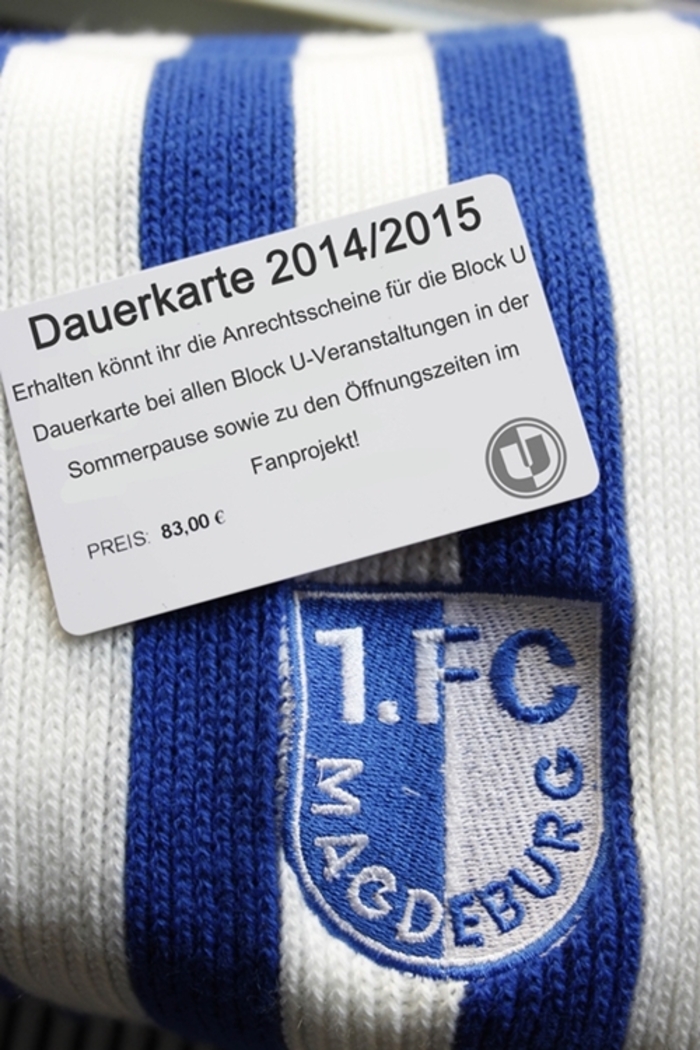 Dauerkarte 2014/2015
Erhalten könnt ihr die Anrechtsscheine für die Block U
Dauerkarte bei allen Block U-Veranstaltungen in der
Sommerpause sowie zu den Öffnungszeiten im
Fanprojekt!
PREIS: 83,00 €
U
1.FC
MAGDEBURG